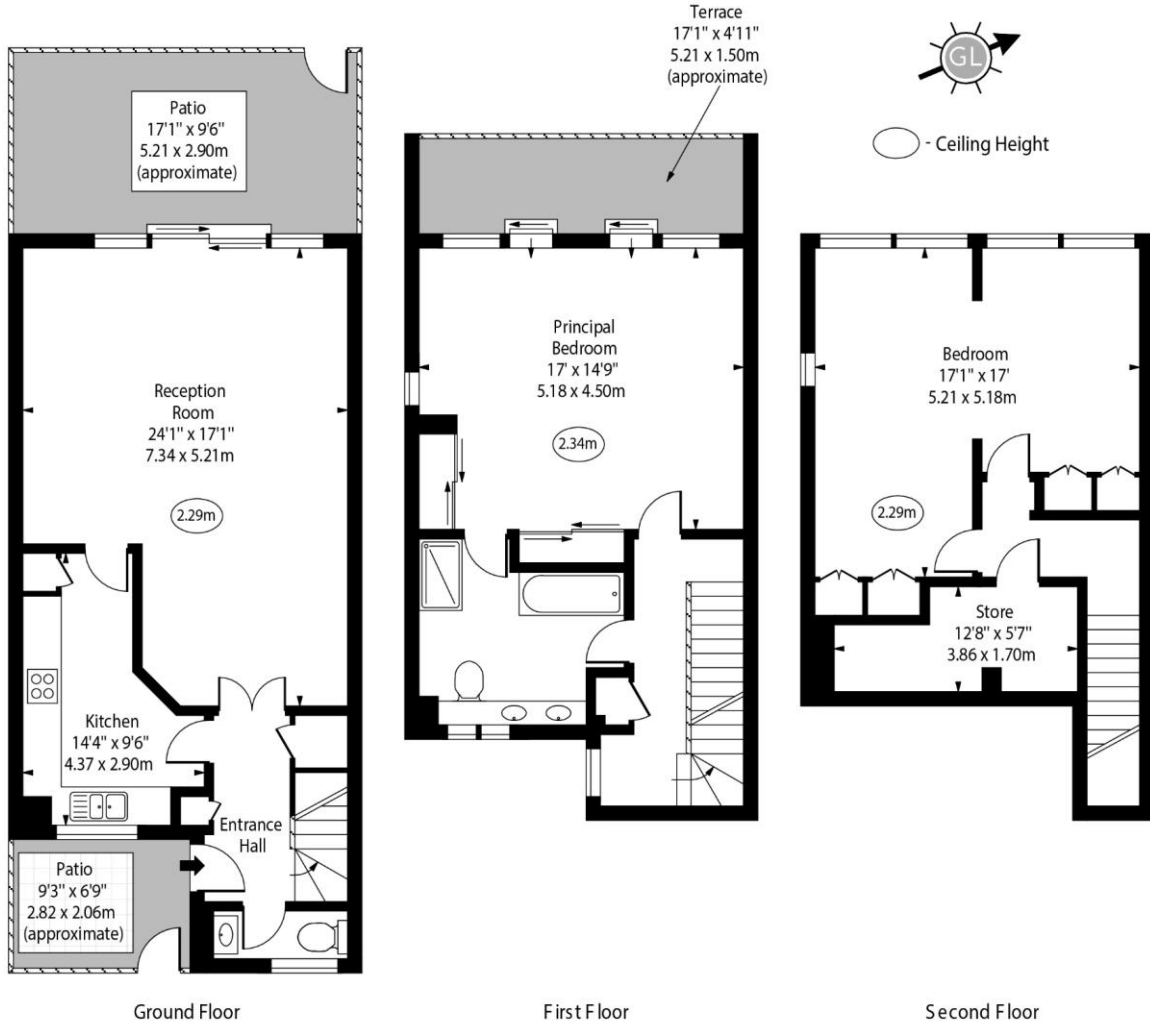 Terrace
17'1" x 4'11"
5.21 x 1.50m
(approximate)
GL
- Ceiling Height
Patio
17'1" x 9'6"
5.21 x 2.90m
(approximate)
Reception
Room
24'1" x 17'1"
7.34 x 5.21m
2.29m
Kitchen
14'4" x 9'6"
4.37 x 2.90m
Entrance
Hall
Patio
9'3" x 6'9"
2.82 x 2.06m
(approximate)
Ground Floor
Principal
Bedroom
17' x 14'9"
5.18 x 4.50m
2.34m
First Floor
Bedroom
17'1" x 17'
5.21 x 5.18m
2.29m
Store
12'8" x 5'7"
3.86 x 1.70m
Second Floor